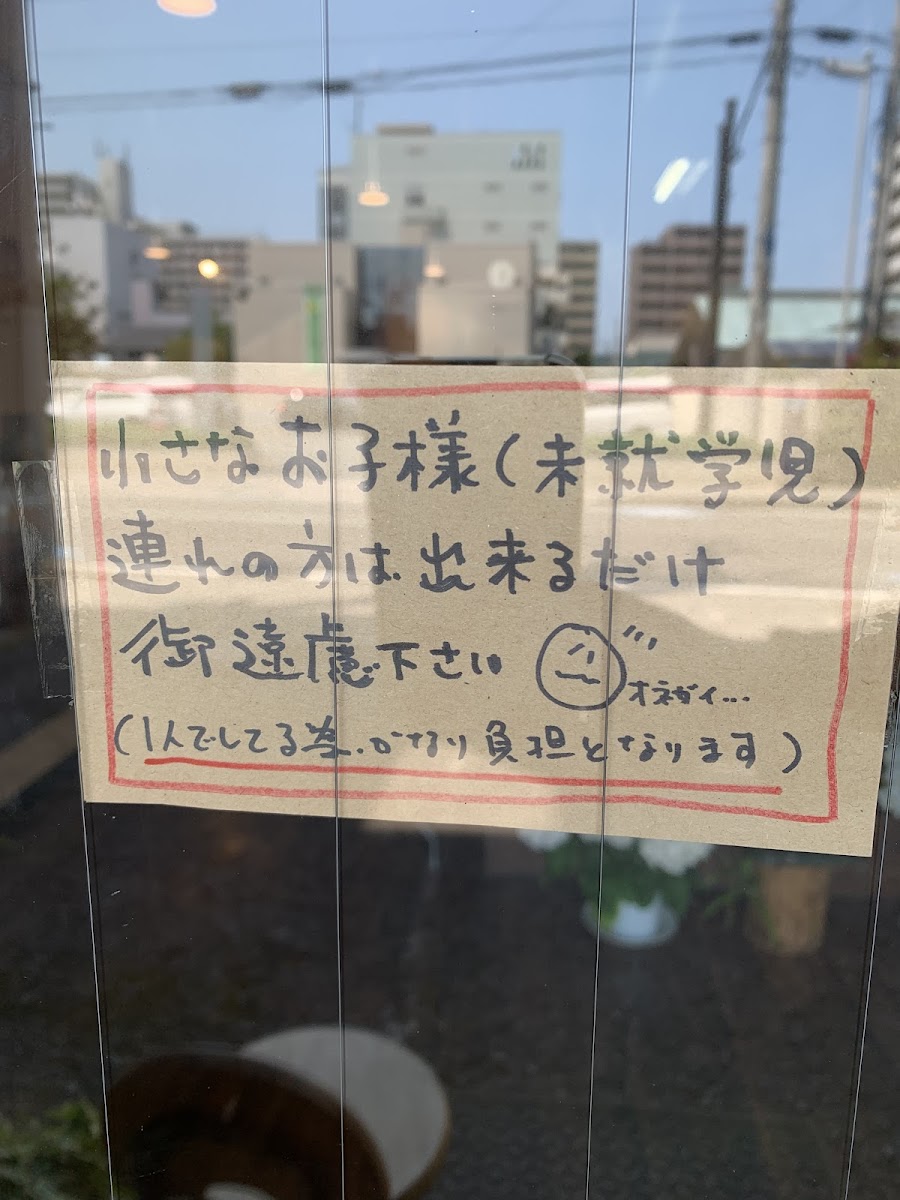 小さなお子様(未就学児)
連れの方は出来るだけ
御遠慮下さい
オネガイ...
(1人でしてる為、かなり負担となります)